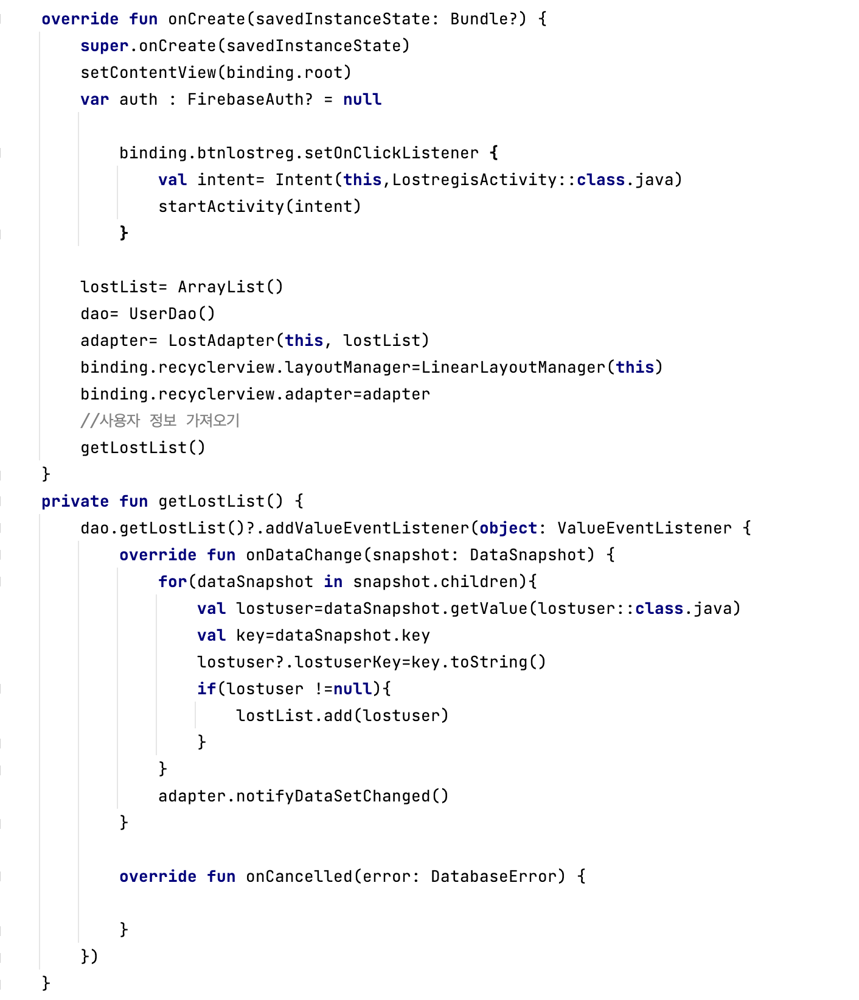 override fun onCreate(savedInstanceState: Bundle?) {
super.onCreate(savedInstanceState)
setContentView(binding.root)
var auth : FirebaseAuth? = null
binding.btnlostreg.setOnClickListener {
val intent= Intent(this,LostregisActivity::class.java)
startActivity(intent)
}
lostList= ArrayList()
dao= UserDao()
adapter= LostAdapter(this, lostList)
binding.recyclerview.layoutManager=LinearLayoutManager(this)
binding.recyclerview.adapter=adapter
//사용자 정보 가져오기
getLostList()
}
private fun getLostList() {
dao.getLostList()?.addValueEventListener(object: ValueEventListener {
override fun onDataChange(snapshot: DataSnapshot) {
for(dataSnapshot in snapshot.children){
val lostuser=dataSnapshot.getValue(lostuser::class.java)
val key=dataSnapshot.key
lostuser?.lostuserKey=key.toString()
if(lostuser !=null){
lostList.add(lostuser)
}
}
adapter.notifyDataSetChanged()
}
override fun onCancelled(error: DatabaseError) {
}
})
}